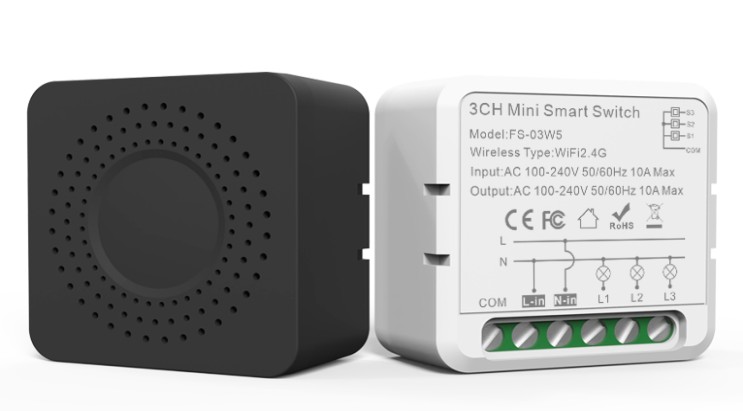 3CH Mini Smart Switch
Model:FS-03W5
Wireless Type:WiFi2.4G
Input:AC 100-240V 50/60Hz 10A Max
Output:AC 100-240V 50/60Hz 10A Max
S3
S2
S1
COM
CE FC RoHS
L
N
COM L-in N-in L1 L2 L3